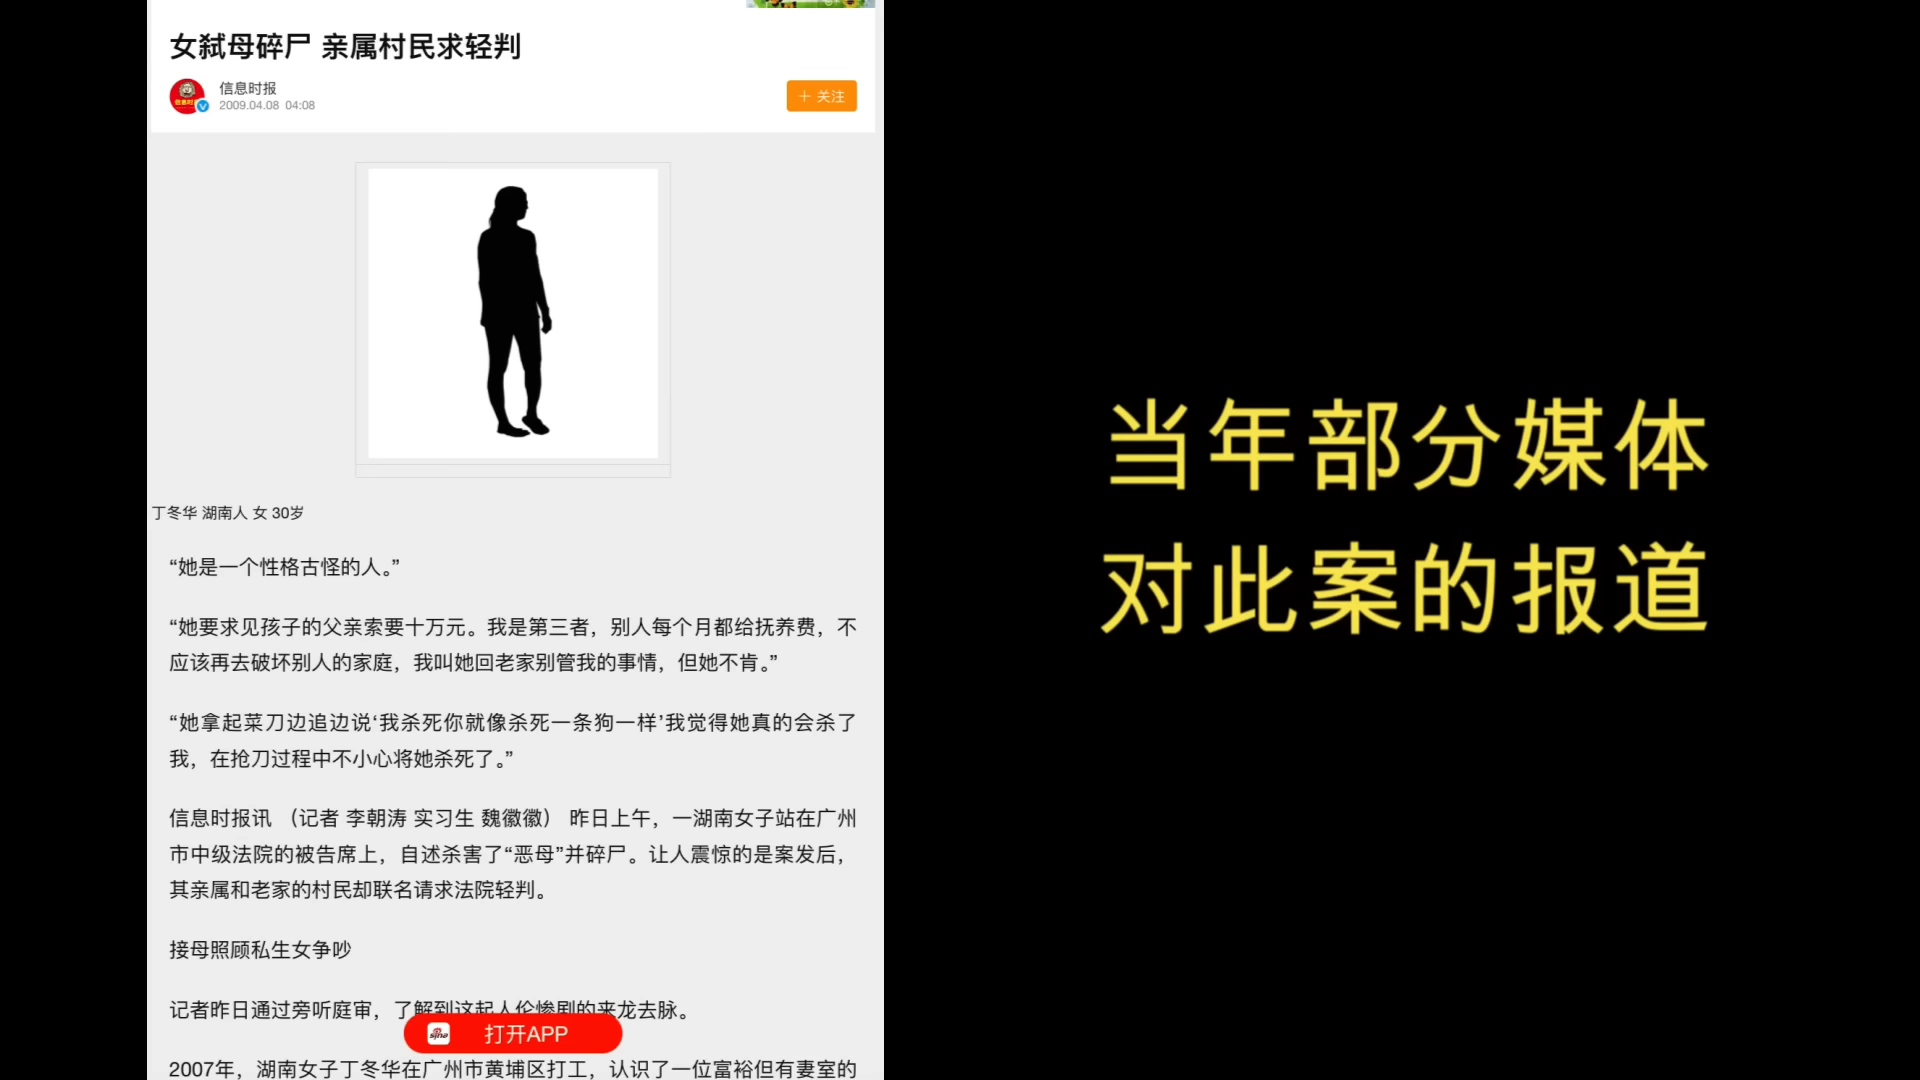 女弑母碎尸 亲属村民求轻判
信息时报
2009.04.08 04:08
+ 关注
丁冬华 湖南人 女 30岁
“她是一个性格古怪的人。”
“她要求见孩子的父亲索要十万元。我是第三者，别人每个月都给抚养费，不
应该再去破坏别人的家庭，我叫她回老家别管我的事情，但她不肯。”
“她拿起菜刀边追边说‘我杀死你就像杀死一条狗一样’我觉得她真的会杀了
我，在抢刀过程中不小心将她杀死了。”
信息时报讯 （记者 李朝涛 实习生 魏徽徽） 昨日上午，一湖南女子站在广州
市中级法院的被告席上，自述杀害了“恶母”并碎尸。让人震惊的是案发后，
其亲属和老家的村民却联名请求法院轻判。
接母照顾私生女争吵
记者昨日通过旁听庭审，了解到这起人伦惨剧的来龙去脉。
sina 打开APP
2007年，湖南女子丁冬华在广州市黄埔区打工，认识了一位富裕但有妻室的
当年部分媒体
对此案的报道